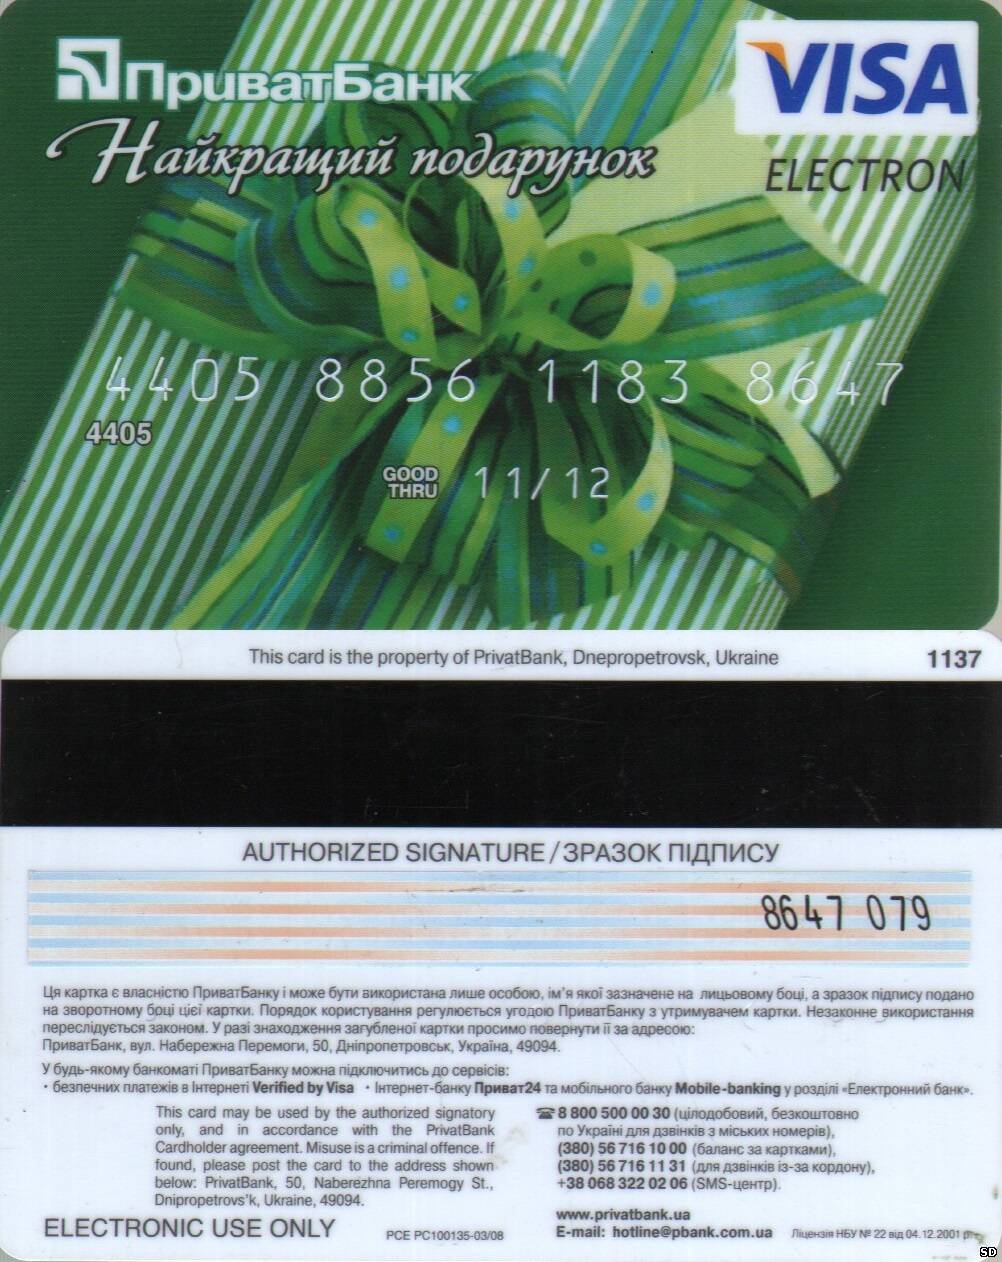 ПриватБанк
VISA
Найкращий подарунок
ELECTRON
4405 8856 1183 8647
4405
GOOD
THRU
11/12
This card is the property of PrivatBank, Dnepropetrovsk, Ukraine
1137
AUTHORIZED SIGNATURE / ЗРАЗОК ПІДПИСУ
8647 079
Ця картка є власністю ПриватБанку і може бути використана лише особою, ім'я якої зазначене на лицьовому боці, а зразок підпису подано
на зворотному боці цієї картки. Порядок користування регулюється угодою ПриватБанку з утримувачем картки. Незаконне використання
переслідується законом. У разі знаходження загубленої картки просимо повернути її за адресою:
ПриватБанк, вул. Набережна Перемоги, 50, Дніпропетровськ, Україна, 49094.
У будь-якому банкоматі ПриватБанку можна підключитись до сервісів:
• безпечних платежів в Інтернеті Verified by Visa • Інтернет-банку Приват24 та мобільного банку Mobile-banking у розділі «Електронний банк».
This card may be used by the authorized signatory
only, and in accordance with the PrivatBank
Cardholder agreement. Misuse is a criminal offence. If
found, please post the card to the address shown
below: PrivatBank, 50, Naberezhna Peremogy St.,
Dnipropetrovs'k, Ukraine, 49094.
☎ 8 800 500 00 30 (цілодобовий, безкоштовно
по Україні для дзвінків з міських номерів),
(380) 56 716 10 00 (баланс за картками),
(380) 56 716 11 31 (для дзвінків із-за кордону),
+38 068 322 02 06 (SMS-центр).
www.privatbank.ua
E-mail: hotline@pbank.com.ua
ELECTRONIC USE ONLY
PCE PC100135-03/08
Ліцензія НБУ № 22 від 04.12.2001 р.
SD